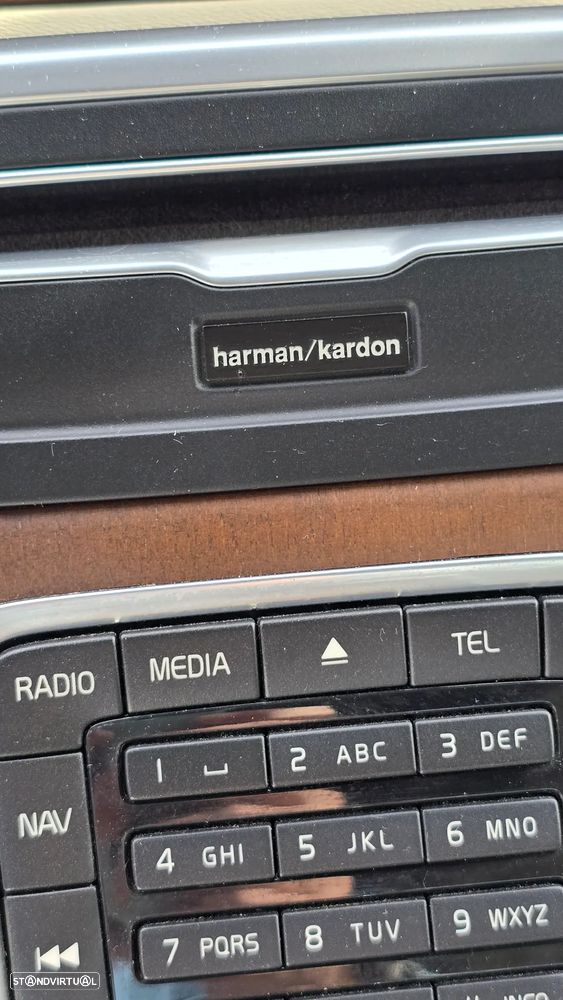 harman/kardon
RADIO MEDIA TEL
1 2 ABC 3 DEF
NAV
4 GHI 5 JKL 6 MNO
7 PQRS 8 TUV 9 WXYZ
STANDVIRTUAL